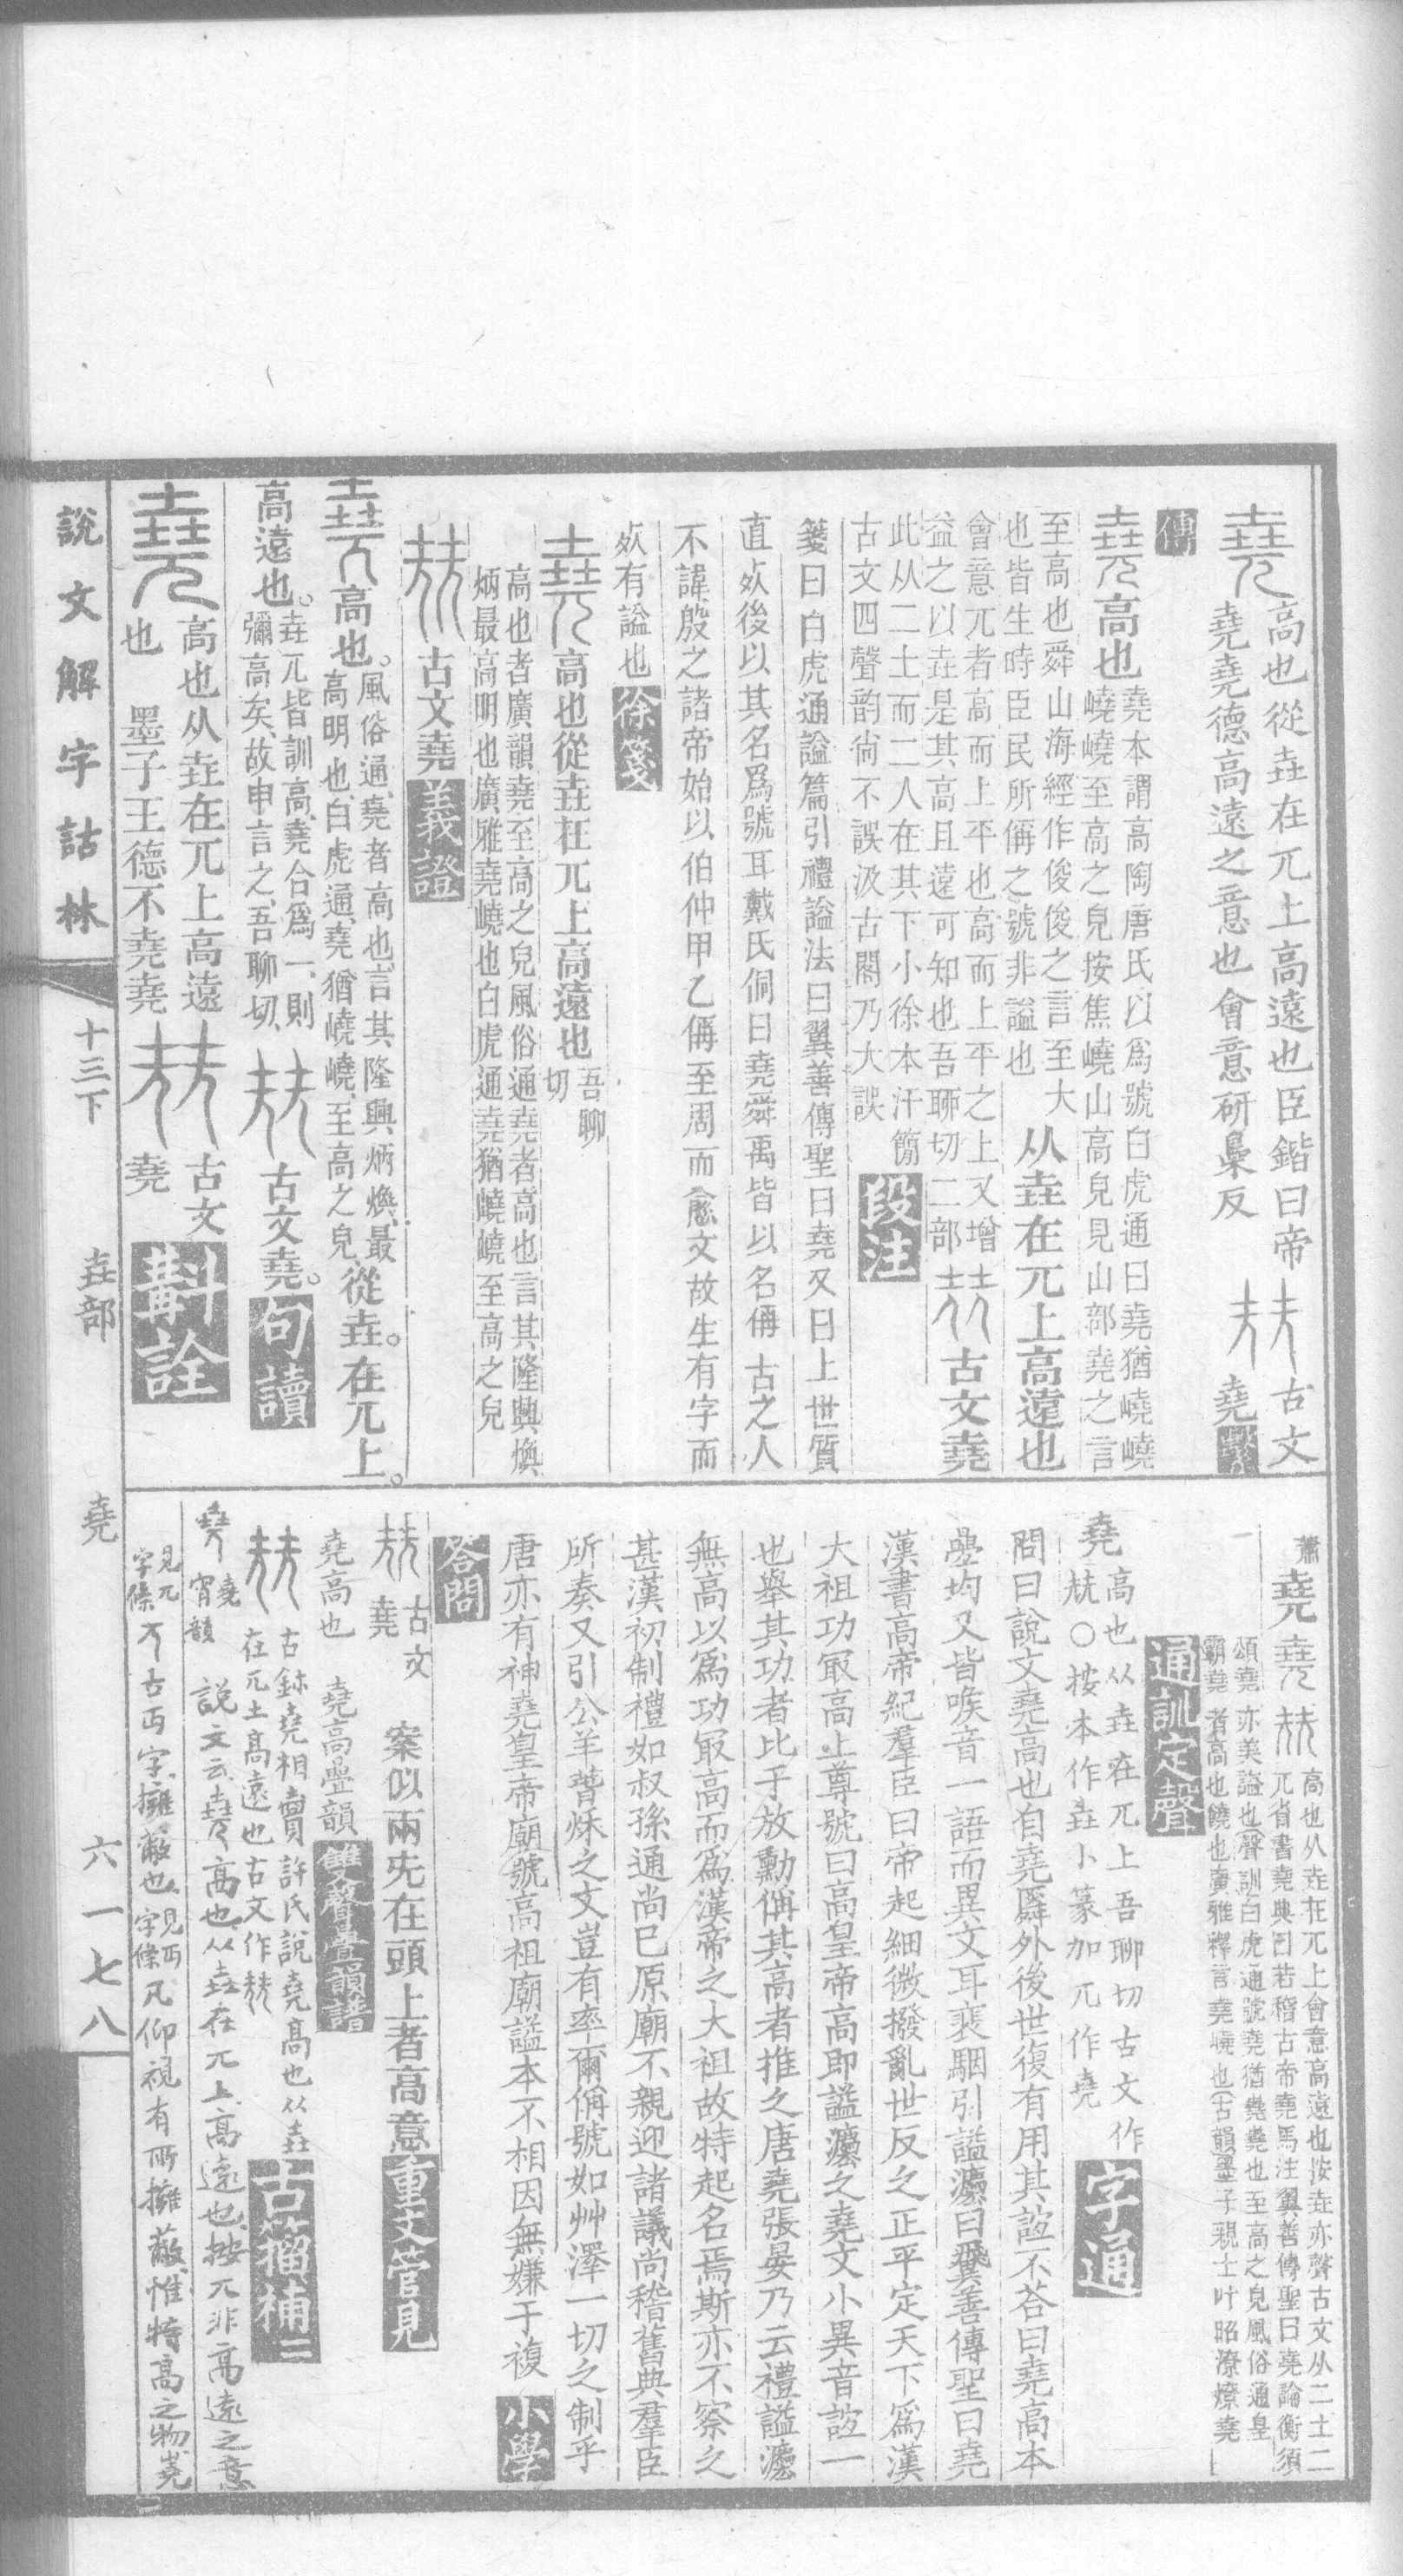 高也從垚在兀上高遠也臣鍇曰帝
堯堯德高遠之意也會意研梟反
古文
堯
繫
傳
高也
堯本謂高陶唐氏以爲號白虎通曰堯猶嶢嶢
嶢嶢至高之皃按焦嶢山高皃見山部堯之言
至高也舜山海經作俊俊之言至大
也皆生時臣民所偁之號非謚也
从垚在兀上高遠也
會意兀者高而上平也高而上平之上又增
益之以垚是其高且遠可知也吾聊切二部
古文堯
此从二土而二人在其下小徐本汗簡
古文四聲韵尙不誤汲古閣乃大誤
段注
箋曰白虎通謚篇引禮謚法曰翼善傳聖曰堯又曰上世質
直歿後以其名爲號耳戴氏侗曰堯舜禹皆以名偁古之人
不諱殷之諸帝始以伯仲甲乙偁至周而愈文故生有字而
歿有謚也
徐箋
高也從垚在兀上高遠也
吾聊
切
高也者廣韻堯至高之皃風俗通堯者高也言其隆興煥
炳最高明也廣雅堯嶢也白虎通堯猶嶢嶢至高之皃
古文堯
義證
高也。
風俗通、堯者高也、言其隆興炳煥、最
高明也、白虎通、堯猶嶢嶢、至高之皃、
從垚。在兀上。
高遠也。
垚兀皆訓高、堯合爲一、則
彌高矣、故申言之、吾聊切、
古文堯。
句讀
高也从垚在兀上高遠
也 墨子王德不堯堯
古文
堯
斠詮
說文解字詁林
十三下
垚部
堯
六一七八
蕭
堯
高也从垚在兀上會意高遠也按垚亦聲古文从二土二
兀省書堯典曰若稽古帝堯馬注翼善傳聖曰堯論衡須
頌堯亦美謚也（聲訓）白虎通號堯猶嶢嶢也至高之皃風俗通皇
霸堯者高也饒也廣雅釋言堯嶢也（古韻）墨子親士叶昭潦燎堯
通訓定聲
堯
高也从垚在兀上吾聊切古文作
𠒋○按本作垚小篆加兀作堯
字通
問曰說文堯高也自堯爲外後世復有用其誼不荅曰堯高本
疊均又皆喉音一語而異文耳裴駰引謚灋曰翼善傳聖曰堯
漢書高帝紀羣臣曰帝起細微撥亂世反之正平定天下爲漢
大祖功㝡高上尊號曰高皇帝高即謚灋之堯文小異音誼一
也舉其功者比于放勳偁其高者推之唐堯張晏乃云禮謚灋
無高以爲功㝡高而爲漢帝之大祖故特起名焉斯亦不察之
甚漢初制禮如叔孫通尚巳原廟不親迎諸議尚稽舊典羣臣
所奏又引公羊萅秌之文豈有率爾偁號如艸澤一切之制乎
唐亦有神堯皇帝廟號高祖廟謚本不相因無嫌于複
小學
答問
古文
堯
案似兩先在頭上者高意
重文管見
堯高也 堯高疊韻
雙聲疊韻譜
古鉥堯相賣許氏說堯高也从垚
在兀上高遠也古文作
古籀補二
堯
宵韻
說文云堯高也从垚在兀上高遠也按兀非高遠之意
見兀
字條
丏古丏字擁蔽也
見丏
字條
凡仰視有所擁蔽惟特高之物堯